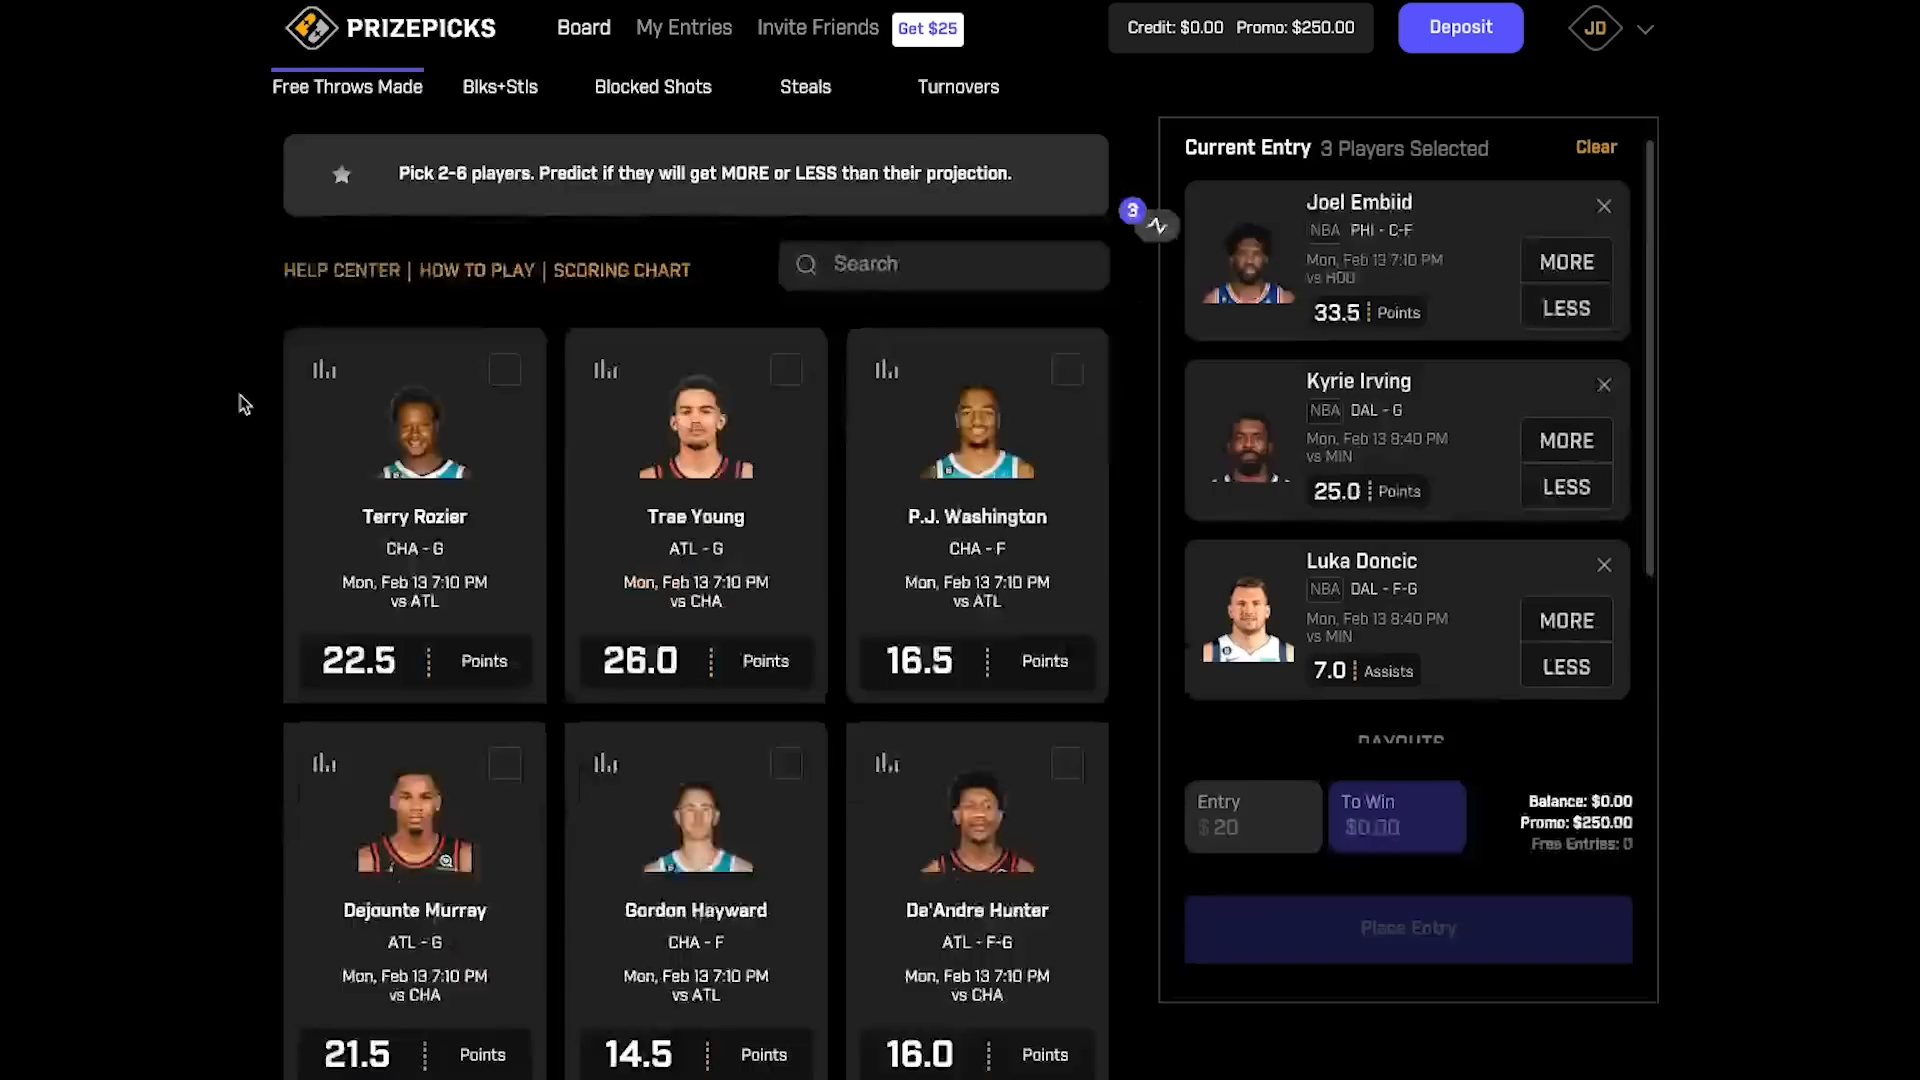 PRIZEPICKS
Board
My Entries
Invite Friends
Get $25
Credit: $0.00 Promo: $250.00
Deposit
JD
Free Throws Made
Blks+Stls
Blocked Shots
Steals
Turnovers
Pick 2-6 players. Predict if they will get MORE or LESS than their projection.
HELP CENTER | HOW TO PLAY | SCORING CHART
Search
Terry Rozier
CHA - G
Mon, Feb 13 7:10 PM
vs ATL
22.5 Points
Trae Young
ATL - G
Mon, Feb 13 7:10 PM
vs CHA
26.0 Points
P.J. Washington
CHA - F
Mon, Feb 13 7:10 PM
vs ATL
16.5 Points
Dejounte Murray
ATL - G
Mon, Feb 13 7:10 PM
vs CHA
21.5 Points
Gordon Hayward
CHA - F
Mon, Feb 13 7:10 PM
vs ATL
14.5 Points
De'Andre Hunter
ATL - F-G
Mon, Feb 13 7:10 PM
vs CHA
16.0 Points
3
Current Entry 3 Players Selected
Clear
Joel Embiid
NBA PHI - C-F
Mon, Feb 13 7:10 PM
vs HOU
33.5 Points
MORE
LESS
Kyrie Irving
NBA DAL - G
Mon, Feb 13 8:40 PM
vs MIN
25.0 Points
MORE
LESS
Luka Doncic
NBA DAL - F-G
Mon, Feb 13 8:40 PM
vs MIN
7.0 Assists
MORE
LESS
PAYOUTS
Entry
$ 20
To Win
$0.00
Balance: $0.00
Promo: $250.00
Free Entries: 0
Place Entry